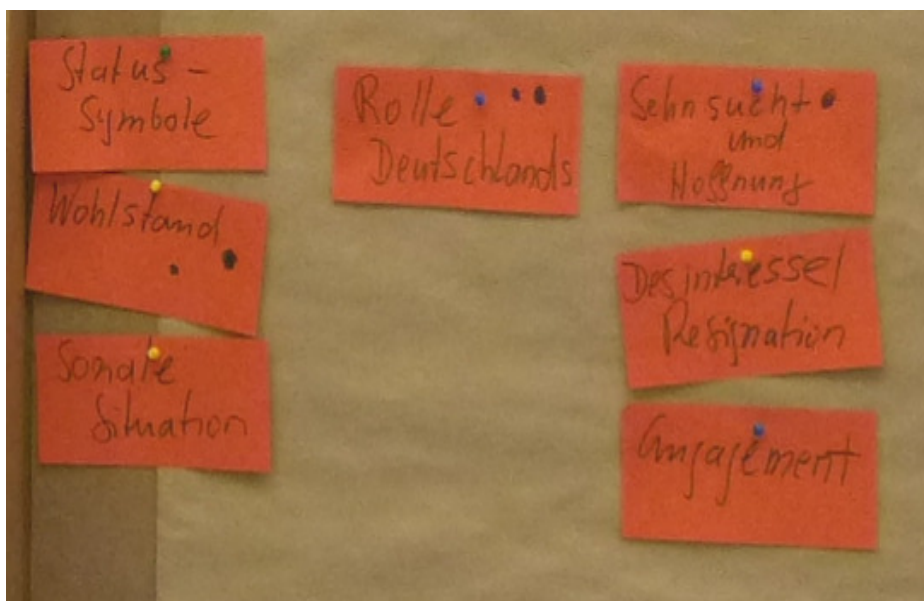 Status -
Symbole
Wohlstand
Soziale
Situation
Rolle
Deutschlands
Sehnsucht
und
Hoffnung
Desinteresse/
Resignation
Engagement